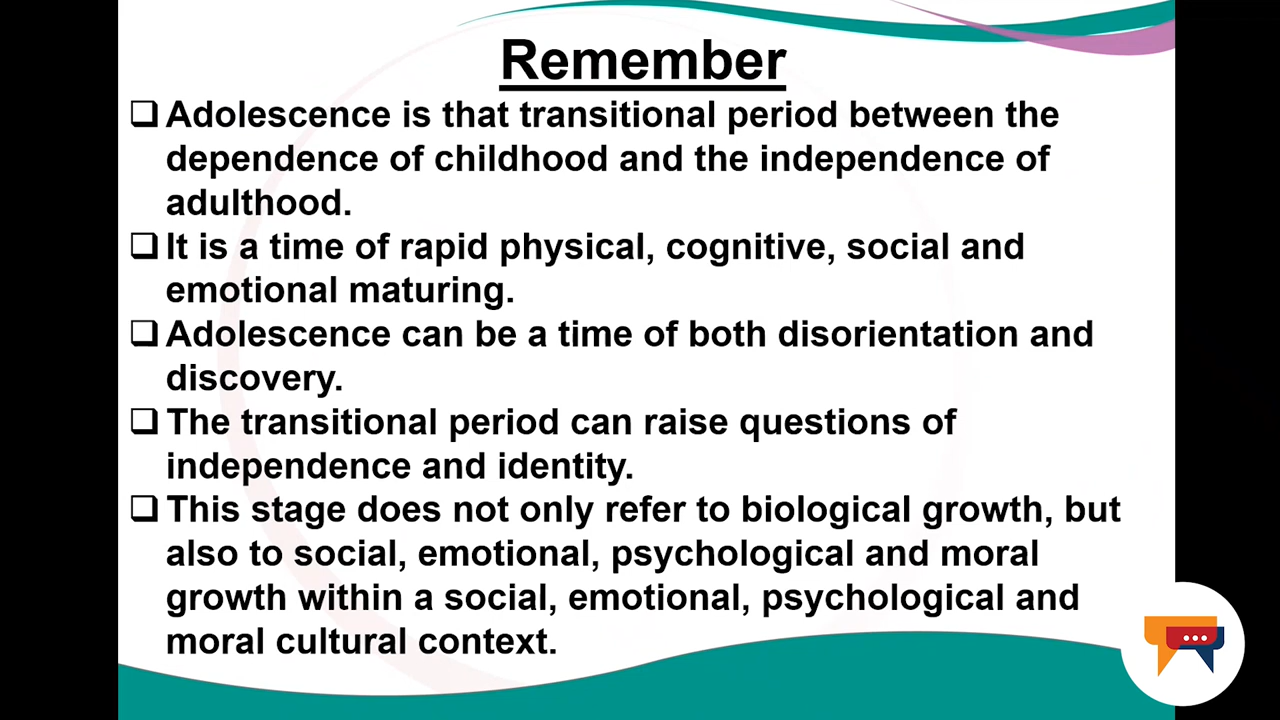 Remember
❑ Adolescence is that transitional period between the
dependence of childhood and the independence of
adulthood.
❑ It is a time of rapid physical, cognitive, social and
emotional maturing.
❑ Adolescence can be a time of both disorientation and
discovery.
❑ The transitional period can raise questions of
independence and identity.
❑ This stage does not only refer to biological growth, but
also to social, emotional, psychological and moral
growth within a social, emotional, psychological and
moral cultural context.